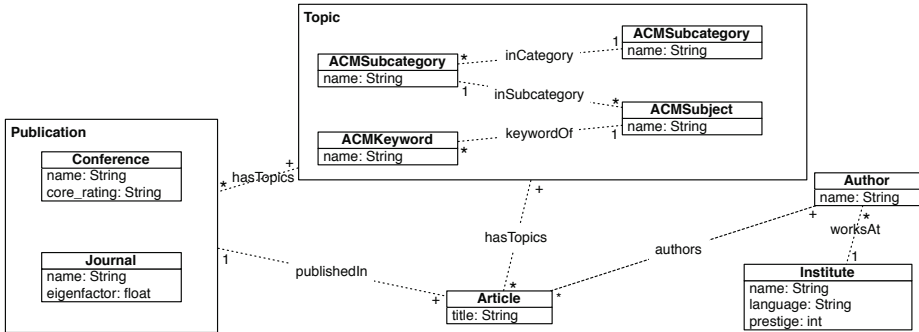 Topic
ACMSubcategory
name: String
inCategory
*
1
ACMSubcategory
name: String
1
inSubcategory
*
ACMSubject
name: String
ACMKeyword
name: String
keywordOf
*
1
Publication
Conference
name: String
core_rating: String
*
hasTopics
+
Journal
name: String
eigenfactor: float
1
publishedIn
+
+
hasTopics
*
Article
title: String
*
authors
+
Author
name: String
*
worksAt
1
Institute
name: String
language: String
prestige: int